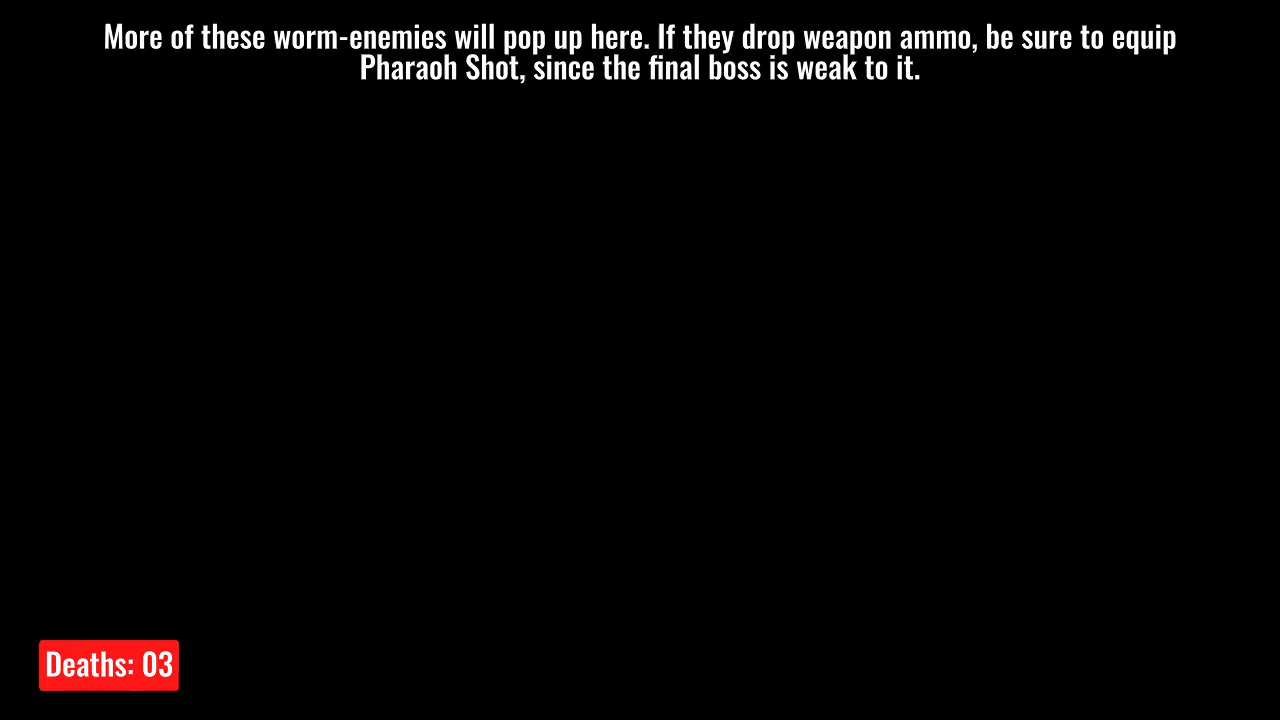 More of these worm-enemies will pop up here. If they drop weapon ammo, be sure to equip
Pharaoh Shot, since the final boss is weak to it.
Deaths: 03